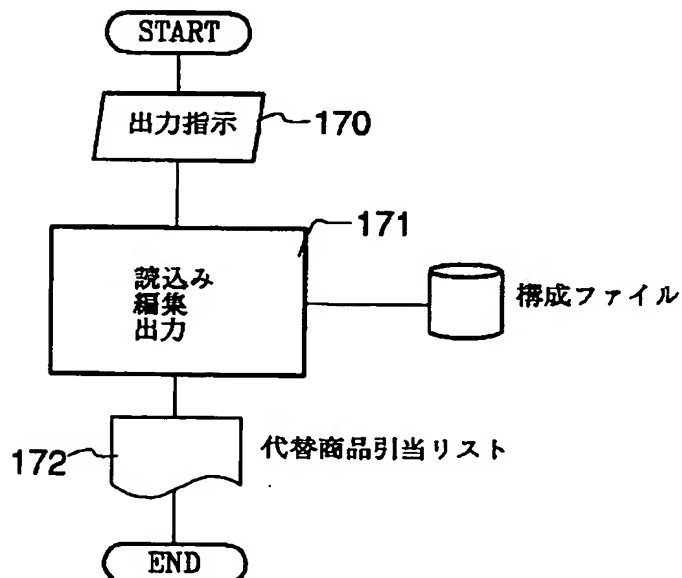 START
出力指示
170
171
読込み
編集
出力
構成ファイル
172
代替商品引当リスト
END